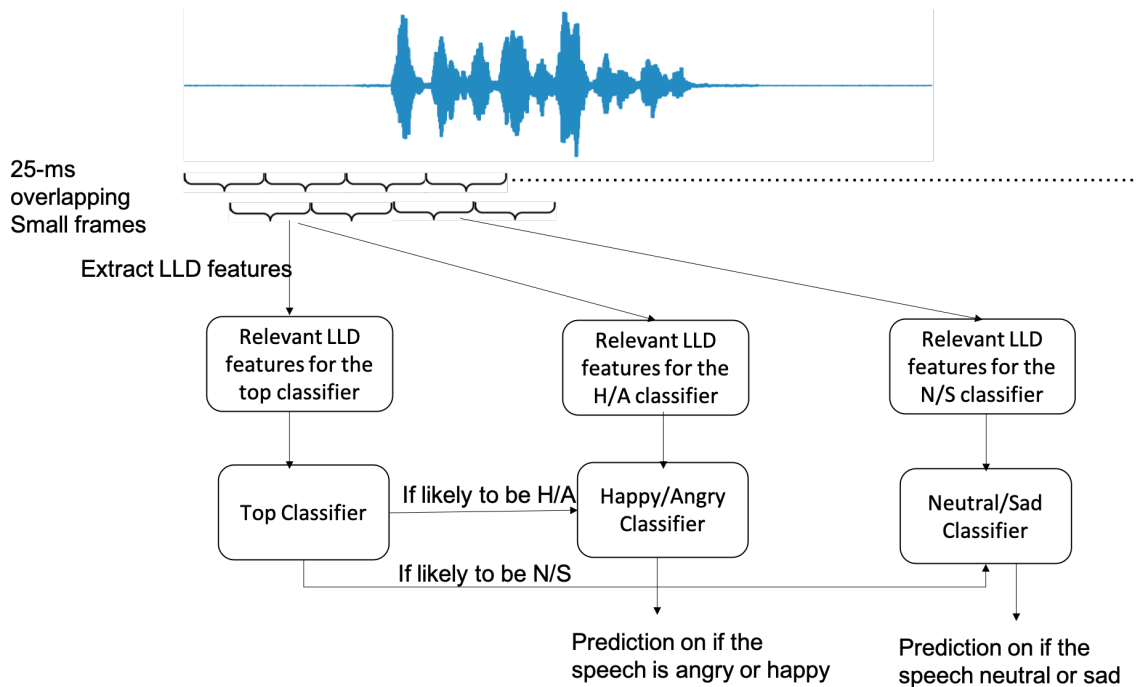 25-ms
overlapping
Small frames
Extract LLD features
Relevant LLD
features for the
top classifier
Relevant LLD
features for the
H/A classifier
Relevant LLD
features for the
N/S classifier
Top Classifier
If likely to be H/A
Happy/Angry
Classifier
Neutral/Sad
Classifier
If likely to be N/S
Prediction on if the
speech is angry or happy
Prediction on if the
speech neutral or sad